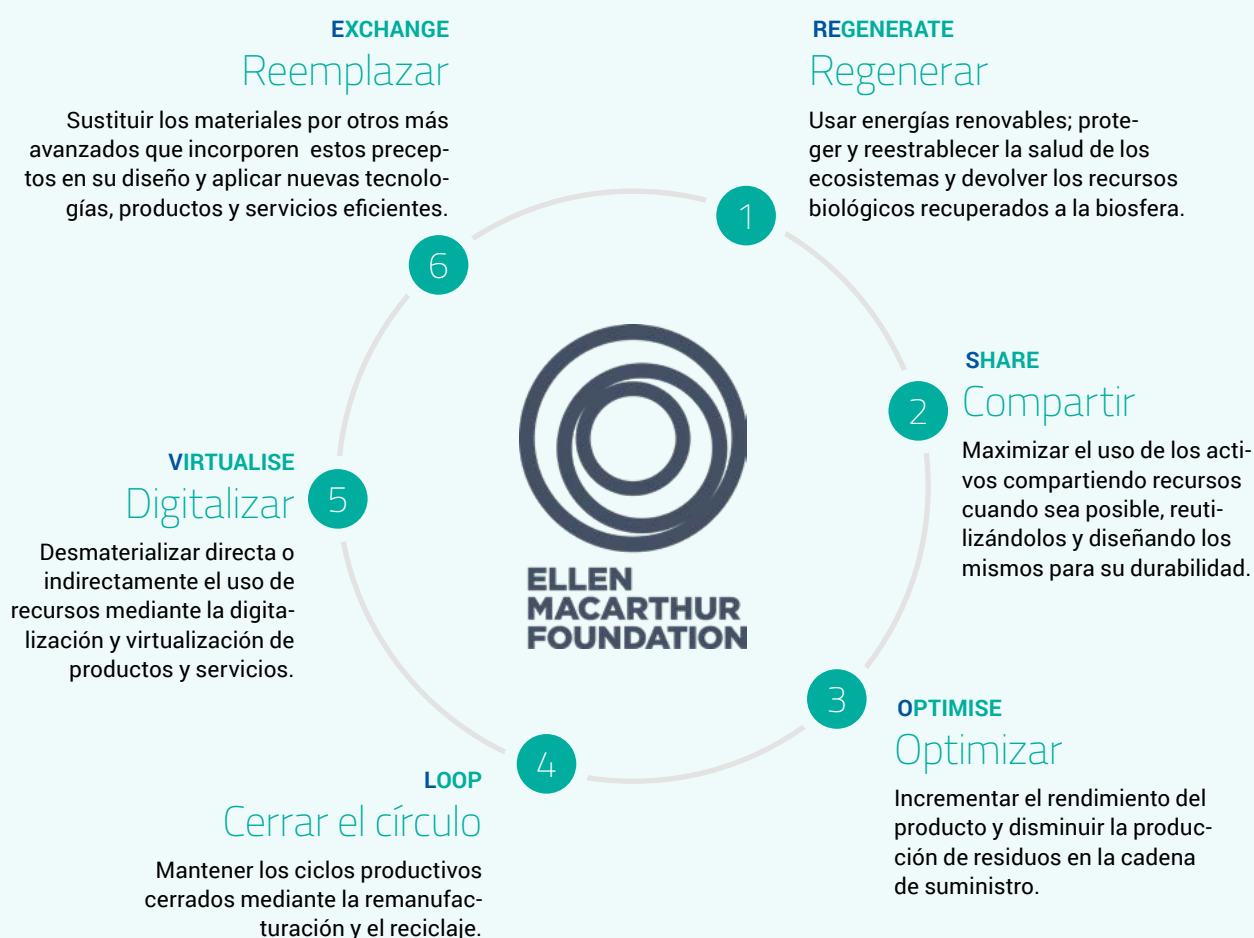 REGENERATE
Regenerar
Usar energías renovables; prote-
ger y reestrablecer la salud de los
ecosistemas y devolver los recursos
biológicos recuperados a la biosfera.
1
SHARE
Compartir
2
Maximizar el uso de los acti-
vos compartiendo recursos
cuando sea posible, reuti-
lizándolos y diseñando los
mismos para su durabilidad.
OPTIMISE
Optimizar
3
Incrementar el rendimiento del
producto y disminuir la produc-
ción de residuos en la cadena
de suministro.
LOOP
Cerrar el círculo
4
Mantener los ciclos productivos
cerrados mediante la remanufac-
turación y el reciclaje.
VIRTUALISE
Digitalizar
5
Desmaterializar directa o
indirectamente el uso de
recursos mediante la digita-
lización y virtualización de
productos y servicios.
EXCHANGE
Reemplazar
Sustituir los materiales por otros más
avanzados que incorporen estos precep-
tos en su diseño y aplicar nuevas tecnolo-
gías, productos y servicios eficientes.
6
ELLEN
MACARTHUR
FOUNDATION